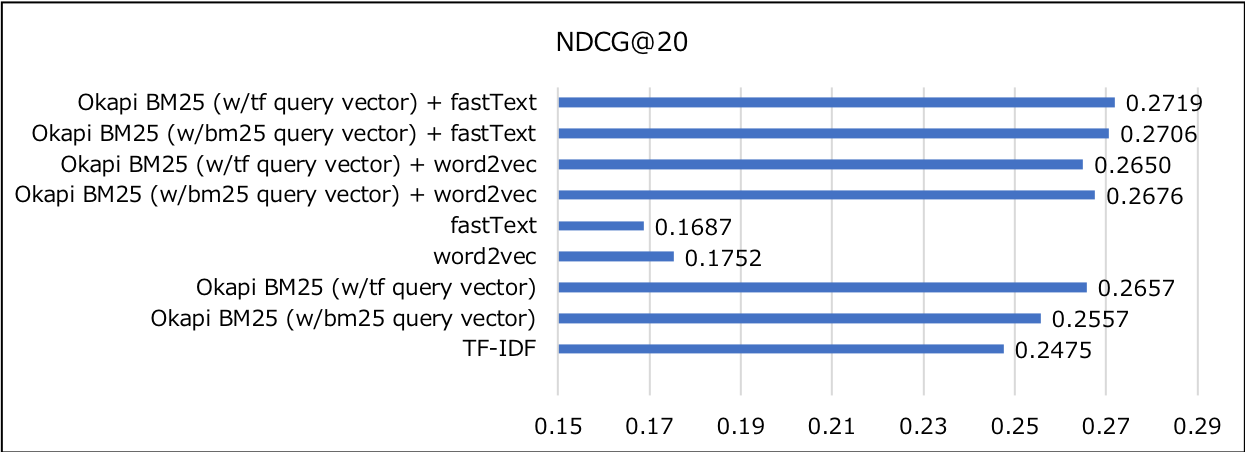 NDCG@20
Okapi BM25 (w/tf query vector) + fastText 0.2719
Okapi BM25 (w/bm25 query vector) + fastText 0.2706
Okapi BM25 (w/tf query vector) + word2vec 0.2650
Okapi BM25 (w/bm25 query vector) + word2vec 0.2676
fastText 0.1687
word2vec 0.1752
Okapi BM25 (w/tf query vector) 0.2657
Okapi BM25 (w/bm25 query vector) 0.2557
TF-IDF 0.2475
0.15 0.17 0.19 0.21 0.23 0.25 0.27 0.29